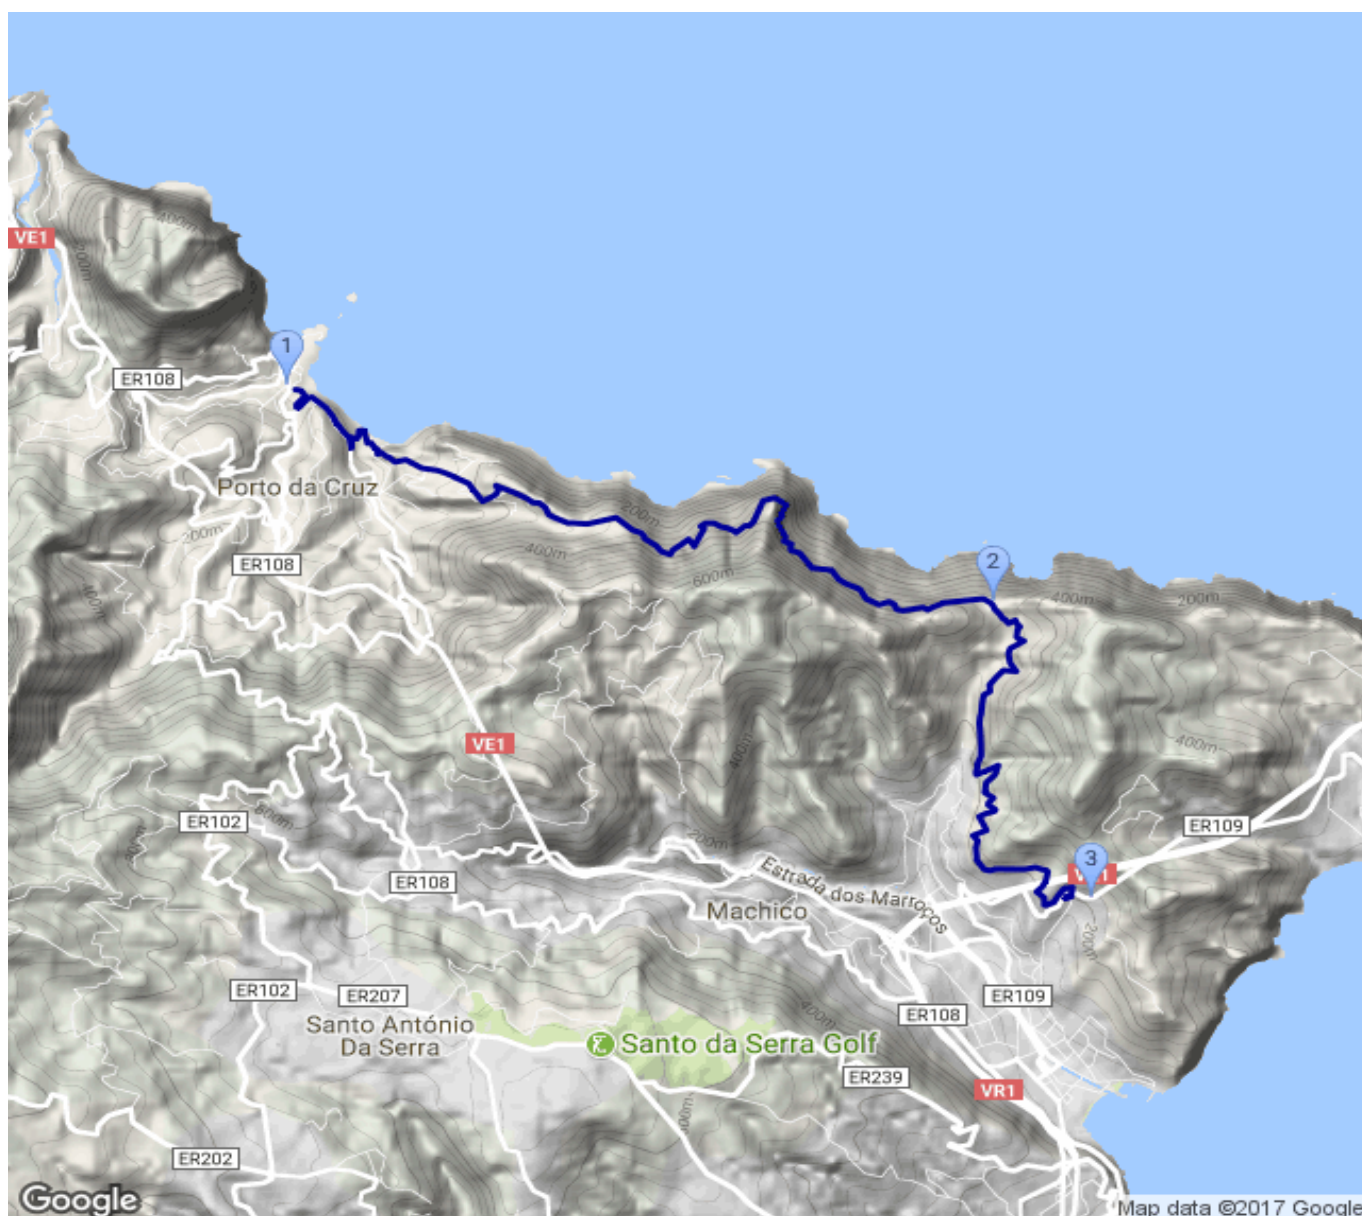 400m
VE1
200m
1
ER108
Porto da Cruz
200m
200m
400m
600m
ER108
400m
2
400m
200m
VE1
400m
400m
ER102
800m
200m
ER109
ER108
Estrada dos Marroços
3
Machico
200m
ER102
ER207
Santo António
Da Serra
Santo da Serra Golf
400m
ER109
ER108
ER239
VR1
ER202
Google
Map data ©2017 Google